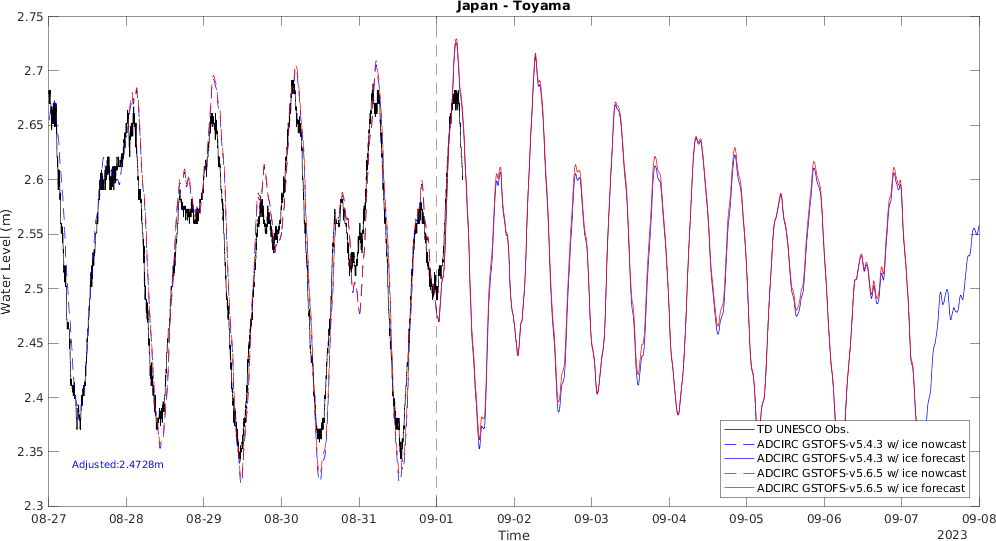 Japan - Toyama
2.75
2.7
2.65
2.6
2.55
2.5
2.45
2.4
2.35
2.3
Water Level (m)
Adjusted:2.4728m
TD UNESCO Obs.
ADCIRC GSTOFS-v5.4.3 w/ ice nowcast
ADCIRC GSTOFS-v5.4.3 w/ ice forecast
ADCIRC GSTOFS-v5.6.5 w/ ice nowcast
ADCIRC GSTOFS-v5.6.5 w/ ice forecast
08-27 08-28 08-29 08-30 08-31 09-01 09-02 09-03 09-04 09-05 09-06 09-07 09-08
Time
2023